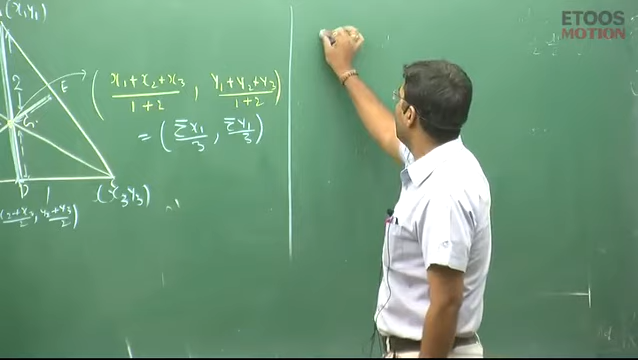 (x₁y₁)
ETOOS
MOTION
2
E
(x₁+x₂+x₃/1+2, y₁+y₂+y₃/1+2)
G
1
= (Σx₁/3, Σy₁/3)
D
1
C
(x₃y₃)
x₂+x₃/2, y₂+y₃/2)